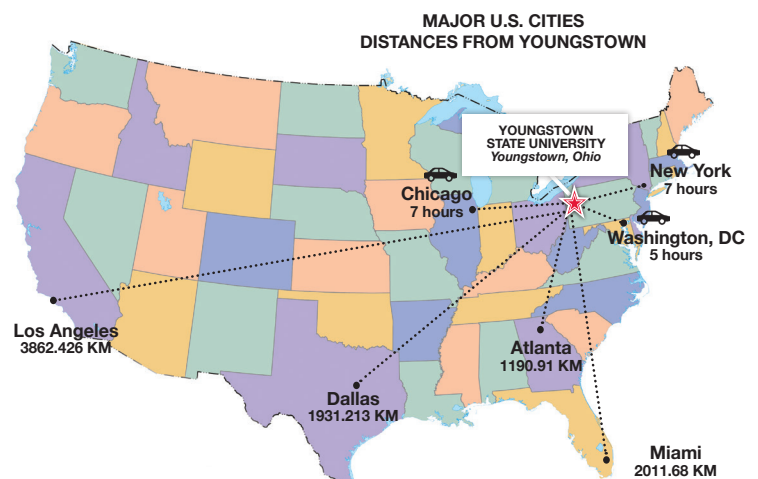 MAJOR U.S. CITIES
DISTANCES FROM YOUNGSTOWN
YOUNGSTOWN
STATE UNIVERSITY
Youngstown, Ohio
New York
7 hours
Chicago
7 hours
Washington, DC
5 hours
Los Angeles
3862.426 KM
Atlanta
1190.91 KM
Dallas
1931.213 KM
Miami
2011.68 KM